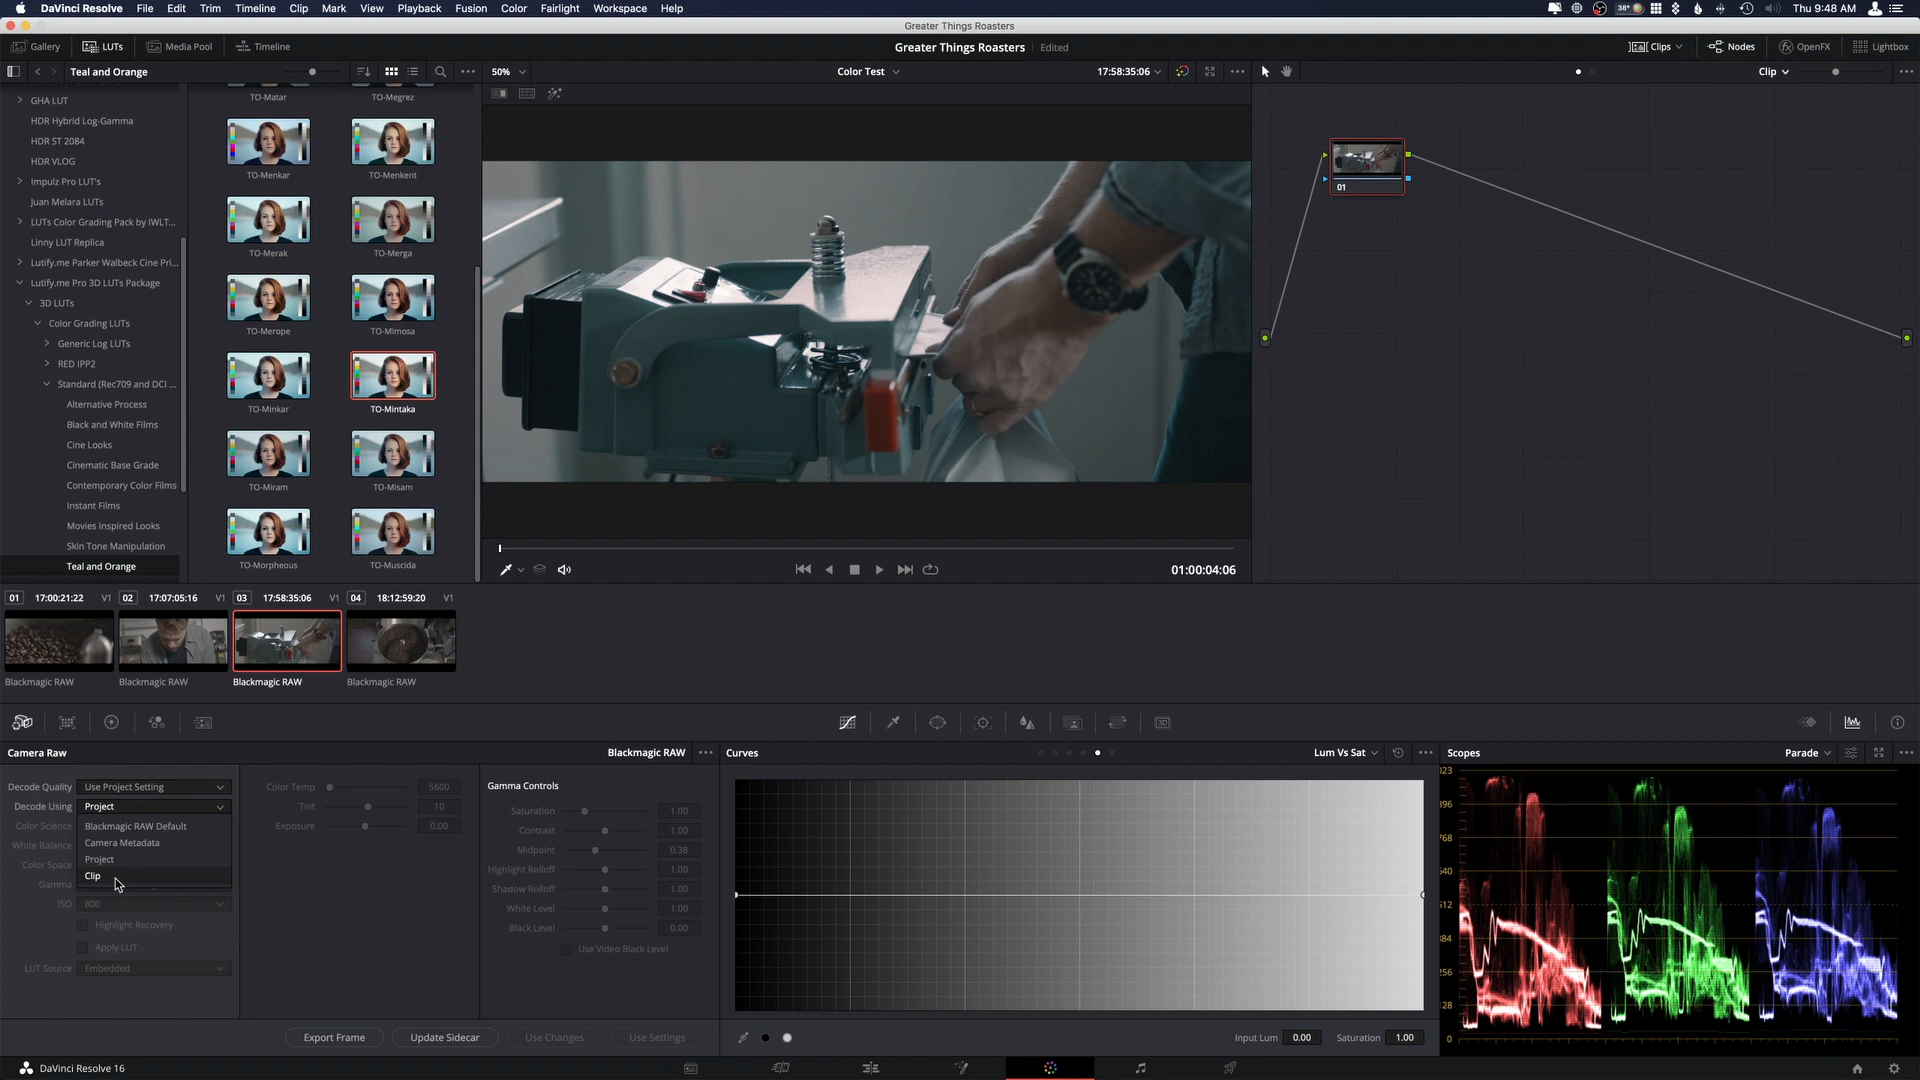 DaVinci Resolve File Edit Trim Timeline Clip Mark View Playback Fusion Color Fairlight Workspace Help
38° Thu 9:48 AM
Greater Things Roasters
Gallery LUTs Media Pool Timeline
Greater Things Roasters Edited
Clips Nodes OpenFX Lightbox
Teal and Orange
50% Color Test 17:58:35:06 Clip
GHA LUT
HDR Hybrid Log-Gamma
HDR ST 2084
HDR VLOG
Impulz Pro LUT's
Juan Melara LUTs
LUTs Color Grading Pack by IWLT...
Linny LUT Replica
Lutify.me Parker Walbeck Cine Pri...
Lutify.me Pro 3D LUTs Package
3D LUTs
Color Grading LUTs
Generic Log LUTs
RED IPP2
Standard (Rec709 and DCI ...
Alternative Process
Black and White Films
Cine Looks
Cinematic Base Grade
Contemporary Color Films
Instant Films
Movies Inspired Looks
Skin Tone Manipulation
Teal and Orange
TO-Matar TO-Megrez
TO-Menkar TO-Menkent
TO-Merak TO-Merga
TO-Merope TO-Mimosa
TO-Minkar TO-Mintaka
TO-Miram TO-Misam
TO-Morpheous TO-Muscida
01
01:00:04:06
01 17:00:21:22 V1 02 17:07:05:16 V1 03 17:58:35:06 V1 04 18:12:59:20 V1
Blackmagic RAW Blackmagic RAW Blackmagic RAW Blackmagic RAW
Camera Raw Blackmagic RAW
Decode Quality Use Project Setting
Decode Using Project
Blackmagic RAW Default
Camera Metadata
Project
Clip
Color Science
White Balance
Color Space
Gamma
ISO 800
Highlight Recovery
Apply LUT
LUT Source Embedded
Color Temp 5600
Tint 10
Exposure 0.00
Gamma Controls
Saturation 1.00
Contrast 1.00
Midpoint 0.38
Highlight Rolloff 1.00
Shadow Rolloff 1.00
White Level 1.00
Black Level 0.00
Use Video Black Level
Export Frame Update Sidecar Use Changes Use Settings
Curves Lum Vs Sat
Input Lum 0.00 Saturation 1.00
Scopes Parade
023
896
768
640
512
384
256
128
0
DaVinci Resolve 16